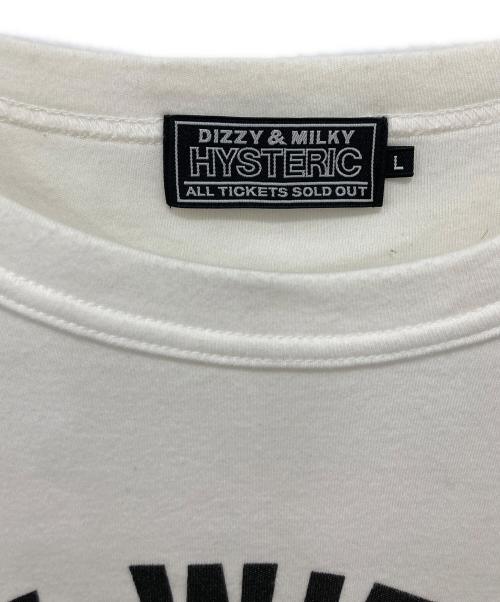 DIZZY & MILKY
HYSTERIC
ALL TICKETS SOLD OUT
L